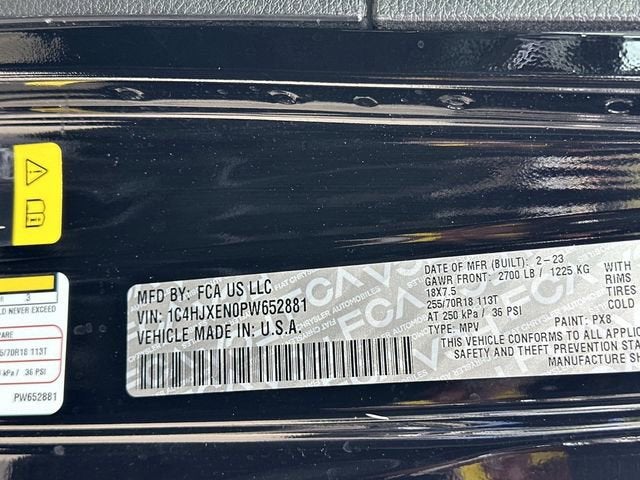 3
LD NEVER EXCEED
/70R18 113T
kPa / 36 PSI
PW652881
MFD BY: FCA US LLC
VIN: 1C4HJXEN0PW652881
VEHICLE MADE IN U.S.A.
DATE OF MFR (BUILT): 2-23
GAWR FRONT: 2700 LB / 1225 KG
18X7.5
255/70R18 113T
AT 250 kPa / 36 PSI
TYPE: MPV
PAINT: PX8
THIS VEHICLE CONFORMS TO ALL APPLICABLE
SAFETY AND THEFT PREVENTION STA
MANUFACTURE SH
WITH
RIMS
TIRES
COLD